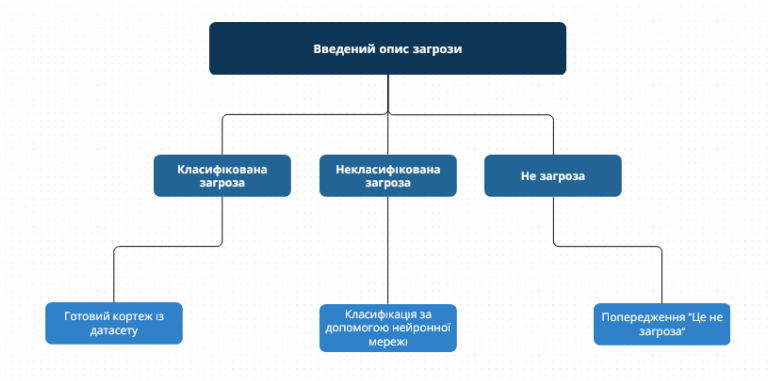 Введений опис загрози
Класифікована
загроза
Некласифікована
загроза
Не загроза
Готовий кортеж із
датасету
Класифікація за
допомогою нейронної
мережі
Попередження “Це не
загроза”